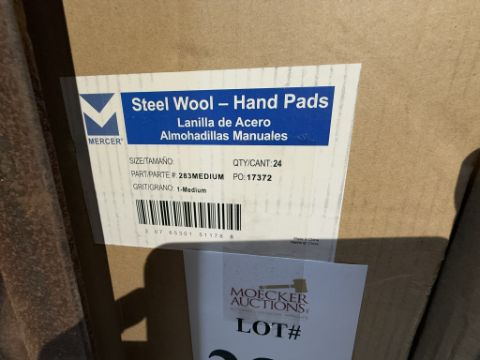 Steel Wool – Hand Pads
Lanilla de Acero
Almohadillas Manuales
MERCER
SIZE/TAMAÑO:
QTY/CANT: 24
PART/PARTE #: 283MEDIUM
PO: 17372
GRIT/GRANO: 1-Medium
MOECKER
AUCTIONS
LOT#